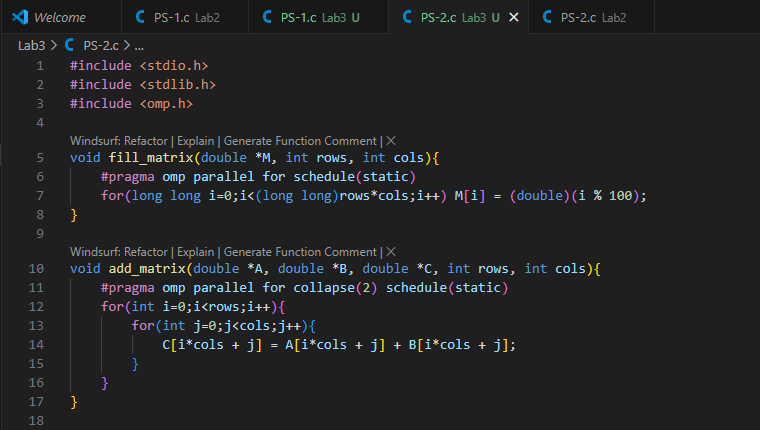 Welcome PS-1.c Lab2 PS-1.c Lab3 U PS-2.c Lab3 U PS-2.c Lab2
Lab3 > PS-2.c > ...
1 #include <stdio.h>
2 #include <stdlib.h>
3 #include <omp.h>
4
Windsurf: Refactor | Explain | Generate Function Comment | ×
5 void fill_matrix(double *M, int rows, int cols){
6     #pragma omp parallel for schedule(static)
7     for(long long i=0;i<(long long)rows*cols;i++) M[i] = (double)(i % 100);
8 }
9
Windsurf: Refactor | Explain | Generate Function Comment | ×
10 void add_matrix(double *A, double *B, double *C, int rows, int cols){
11     #pragma omp parallel for collapse(2) schedule(static)
12     for(int i=0;i<rows;i++){
13         for(int j=0;j<cols;j++){
14             C[i*cols + j] = A[i*cols + j] + B[i*cols + j];
15         }
16     }
17 }
18